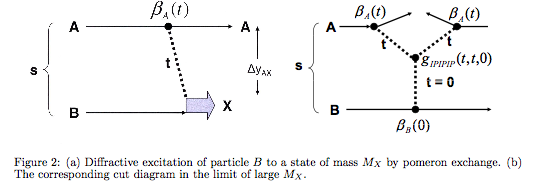 β_A(t)
A
A
s
t
Δy_AX
X
B
β_A(t)
β_A(t)
A
t
t
s
g_IPIPIP(t,t,0)
t = 0
B
β_B(0)
Figure 2: (a) Diffractive excitation of particle B to a state of mass M_X by pomeron exchange. (b)
The corresponding cut diagram in the limit of large M_X.